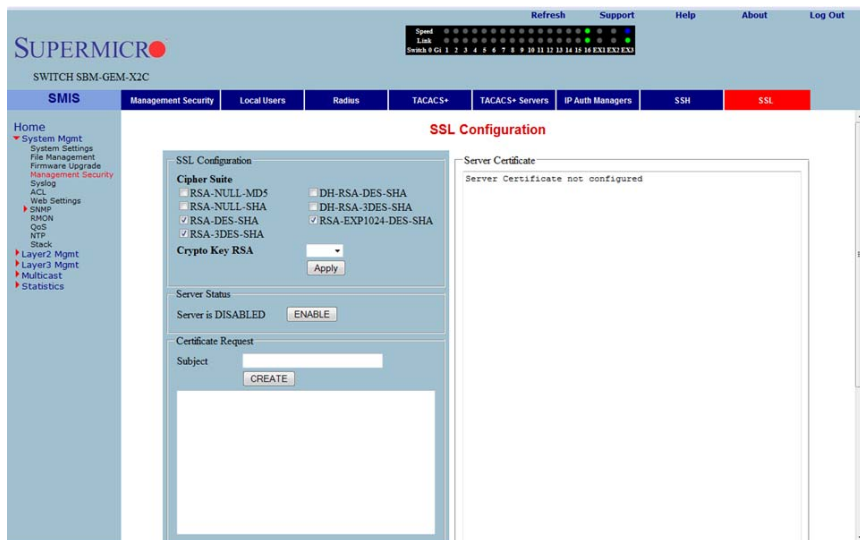 Refresh Support Help About Log Out
Speed
Link
Switch 0 Gi 1 2 3 4 5 6 7 8 9 10 11 12 13 14 15 16 EX1 EX2 EX3
SUPERMICRO
SWITCH SBM-GEM-X2C
SMIS Management Security Local Users Radius TACACS+ TACACS+ Servers IP Auth Managers SSH SSL
Home
System Mgmt
System Settings
File Management
Firmware Upgrade
Management Security
Syslog
ACL
Web Settings
SNMP
RMON
QoS
NTP
Stack
Layer2 Mgmt
Layer3 Mgmt
Multicast
Statistics
SSL Configuration
SSL Configuration
Cipher Suite
RSA-NULL-MD5 DH-RSA-DES-SHA
RSA-NULL-SHA DH-RSA-3DES-SHA
RSA-DES-SHA RSA-EXP1024-DES-SHA
RSA-3DES-SHA
Crypto Key RSA
Apply
Server Status
Server is DISABLED ENABLE
Certificate Request
Subject
CREATE
Server Certificate
Server Certificate not configured